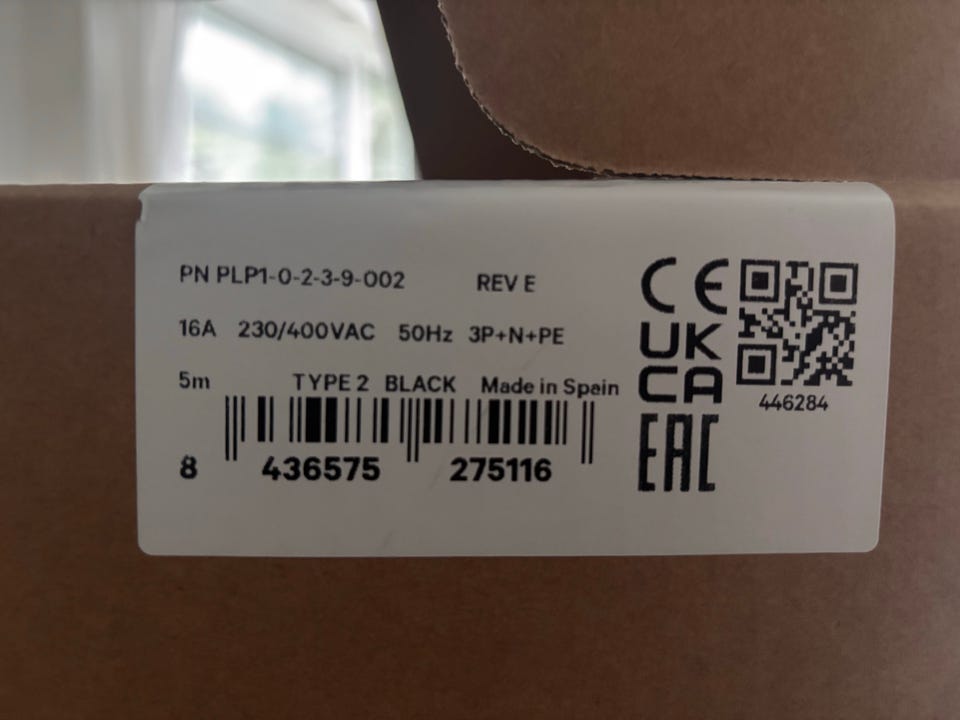 PN PLP1-0-2-3-9-002 REV E
16A 230/400VAC 50Hz 3P+N+PE
5m TYPE 2 BLACK Made in Spain
8 436575 275116
CE
UK
CA
EAC
446284